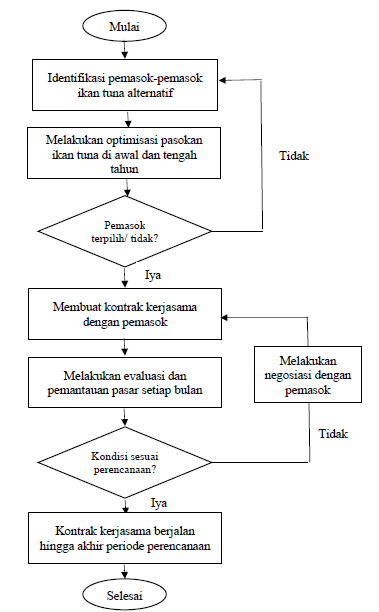 Mulai
Identifikasi pemasok-pemasok
ikan tuna alternatif
Melakukan optimisasi pasokan
ikan tuna di awal dan tengah
tahun
Tidak
Pemasok
terpilih/ tidak?
Iya
Membuat kontrak kerjasama
dengan pemasok
Melakukan
negosiasi dengan
pemasok
Melakukan evaluasi dan
pemantauan pasar setiap bulan
Tidak
Kondisi sesuai
perencanaan?
Iya
Kontrak kerjasama berjalan
hingga akhir periode perencanaan
Selesai